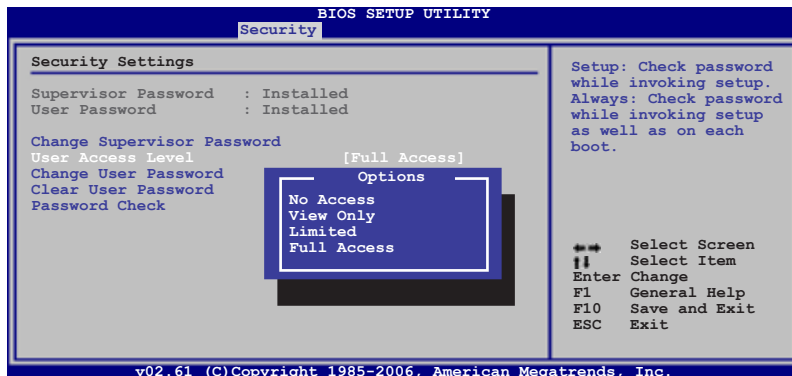 BIOS SETUP UTILITY
Security
Security Settings
Supervisor Password : Installed
User Password : Installed
Change Supervisor Password
User Access Level [Full Access]
Change User Password
Clear User Password
Password Check
Options
No Access
View Only
Limited
Full Access
Setup: Check password
while invoking setup.
Always: Check password
while invoking setup
as well as on each
boot.
Select Screen
Select Item
Enter Change
F1 General Help
F10 Save and Exit
ESC Exit
v02.61 (C)Copyright 1985-2006, American Megatrends, Inc.